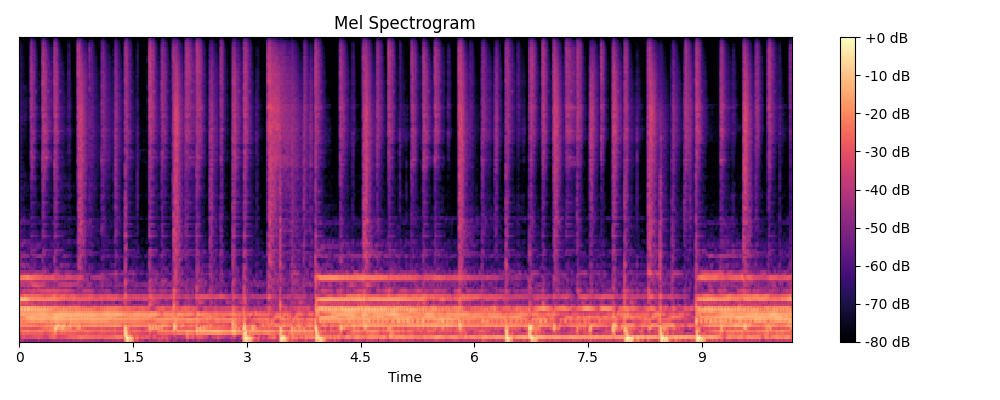 Mel Spectrogram
+0 dB
-10 dB
-20 dB
-30 dB
-40 dB
-50 dB
-60 dB
-70 dB
-80 dB
0 1.5 3 4.5 6 7.5 9
Time